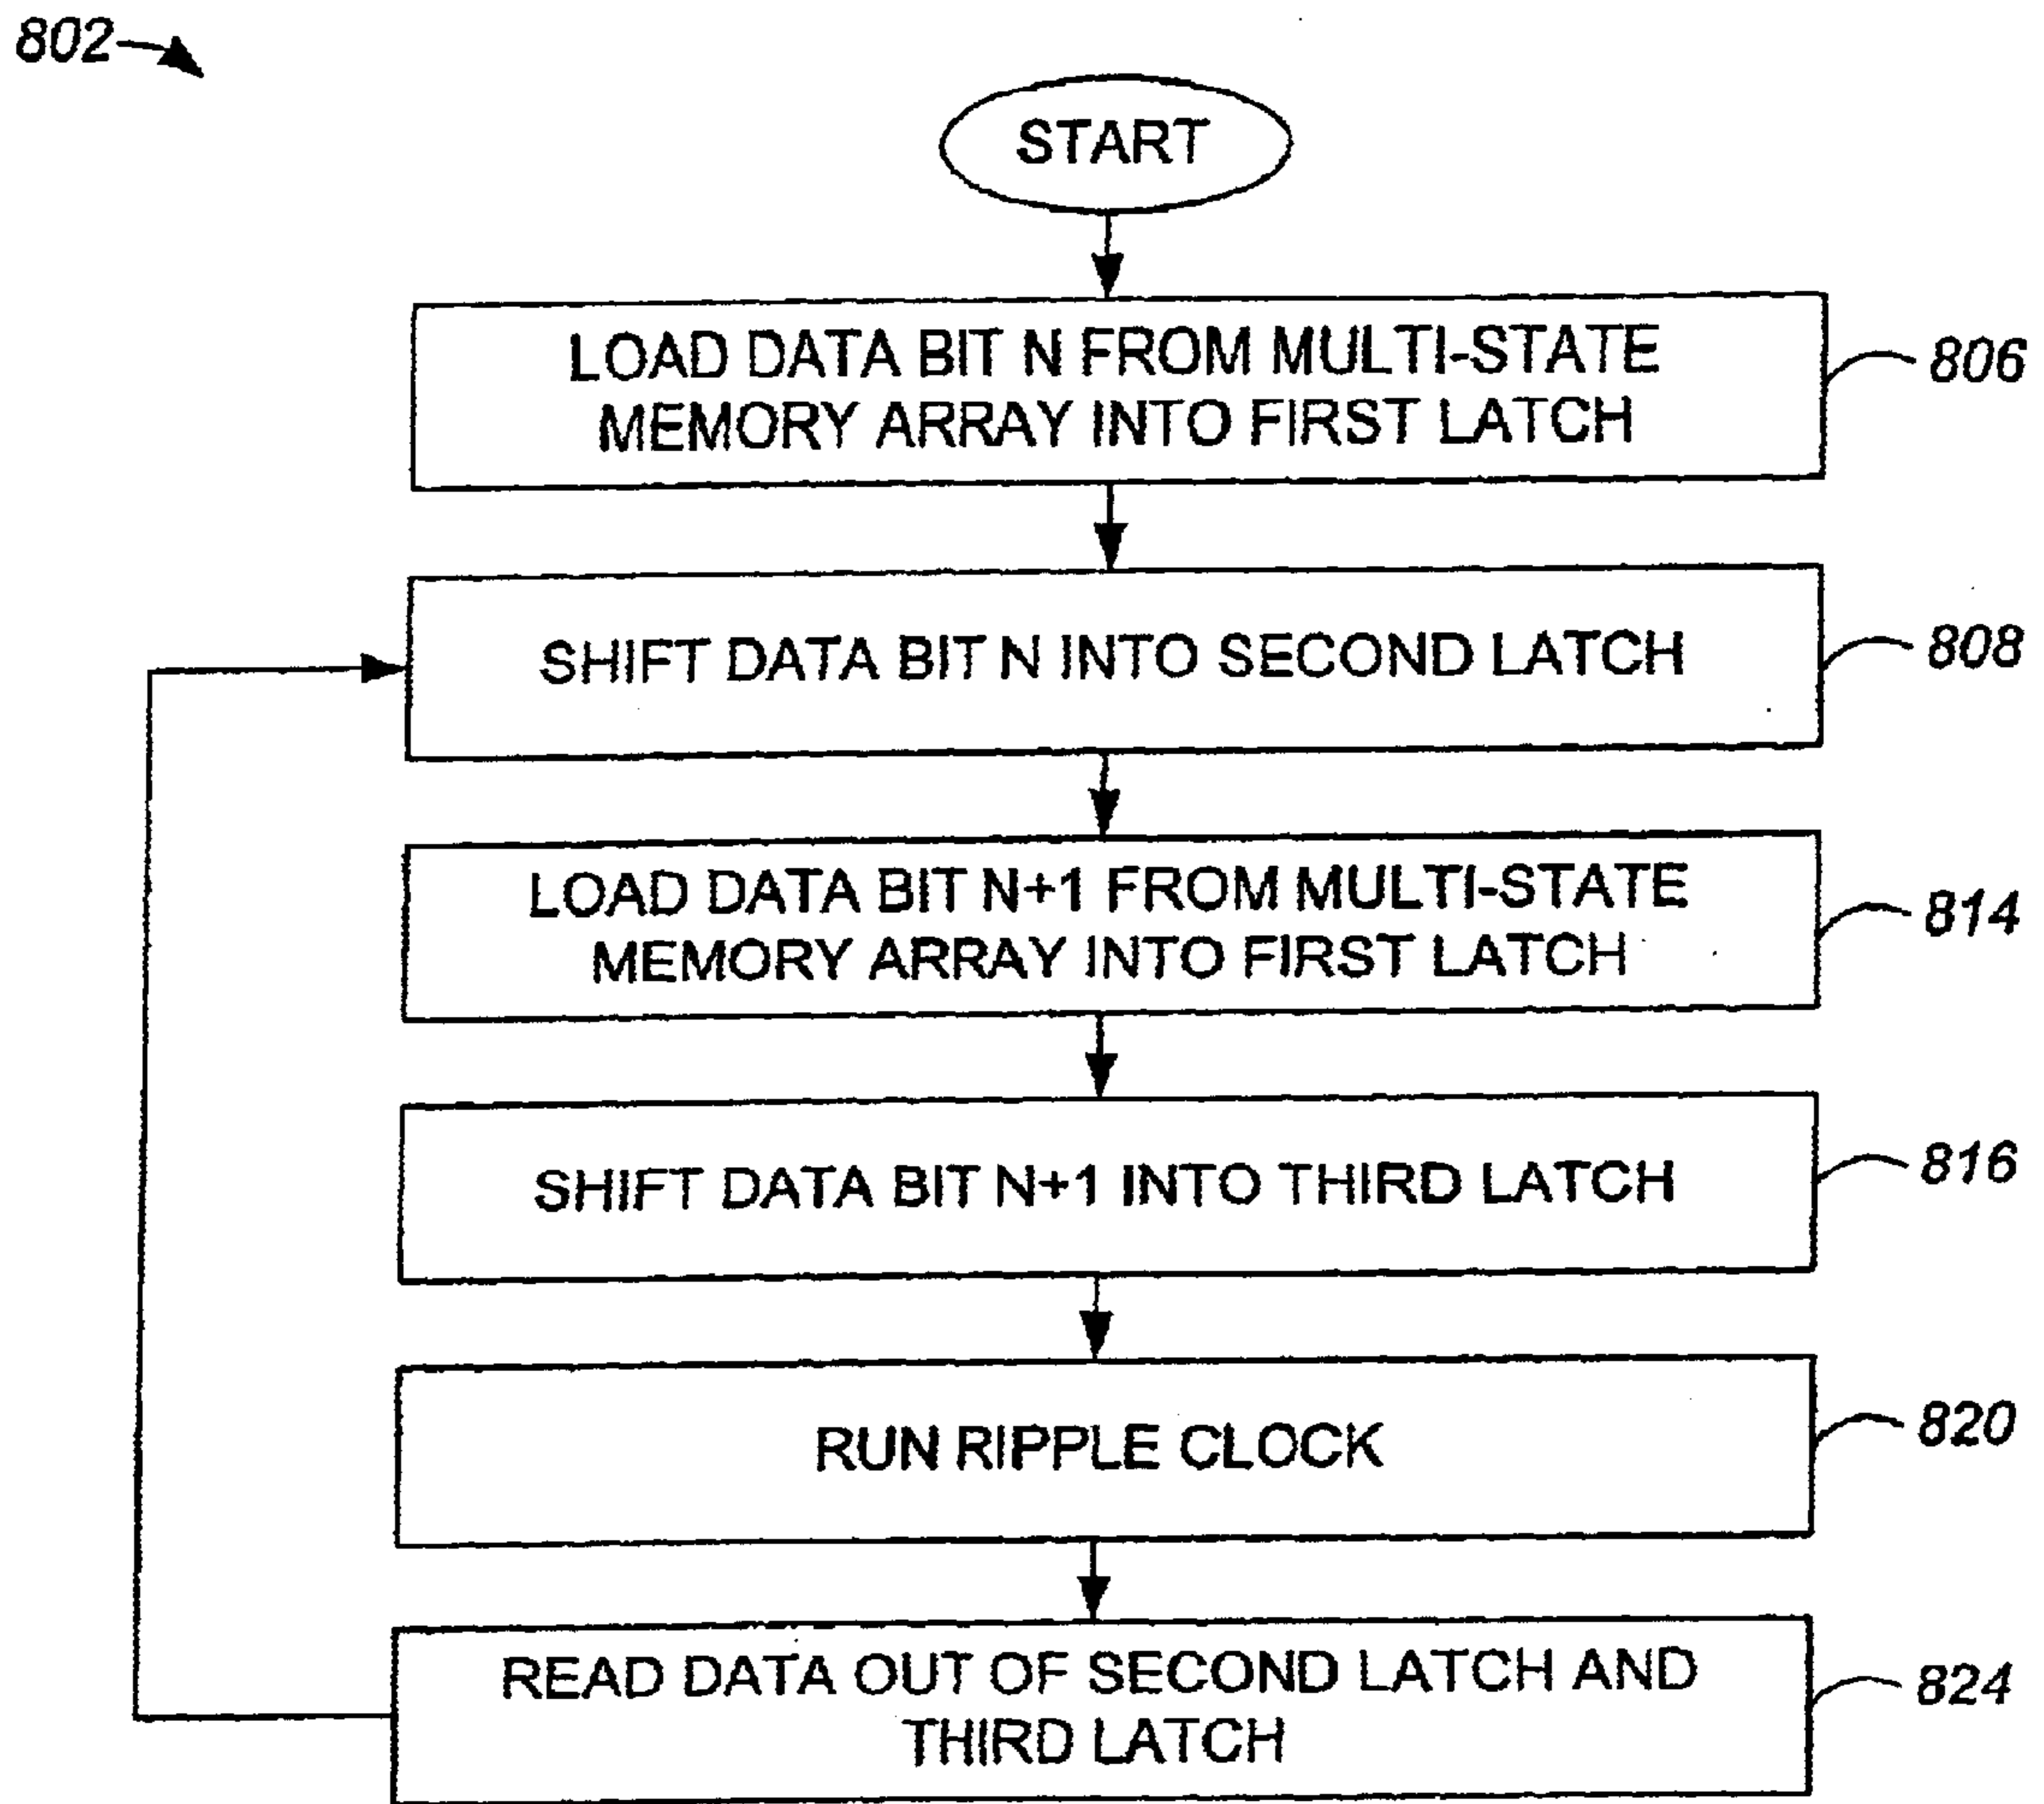 802
START
LOAD DATA BIT N FROM MULTI-STATE
MEMORY ARRAY INTO FIRST LATCH
806
SHIFT DATA BIT N INTO SECOND LATCH
808
LOAD DATA BIT N+1 FROM MULTI-STATE
MEMORY ARRAY INTO FIRST LATCH
814
SHIFT DATA BIT N+1 INTO THIRD LATCH
816
RUN RIPPLE CLOCK
820
READ DATA OUT OF SECOND LATCH AND
THIRD LATCH
824